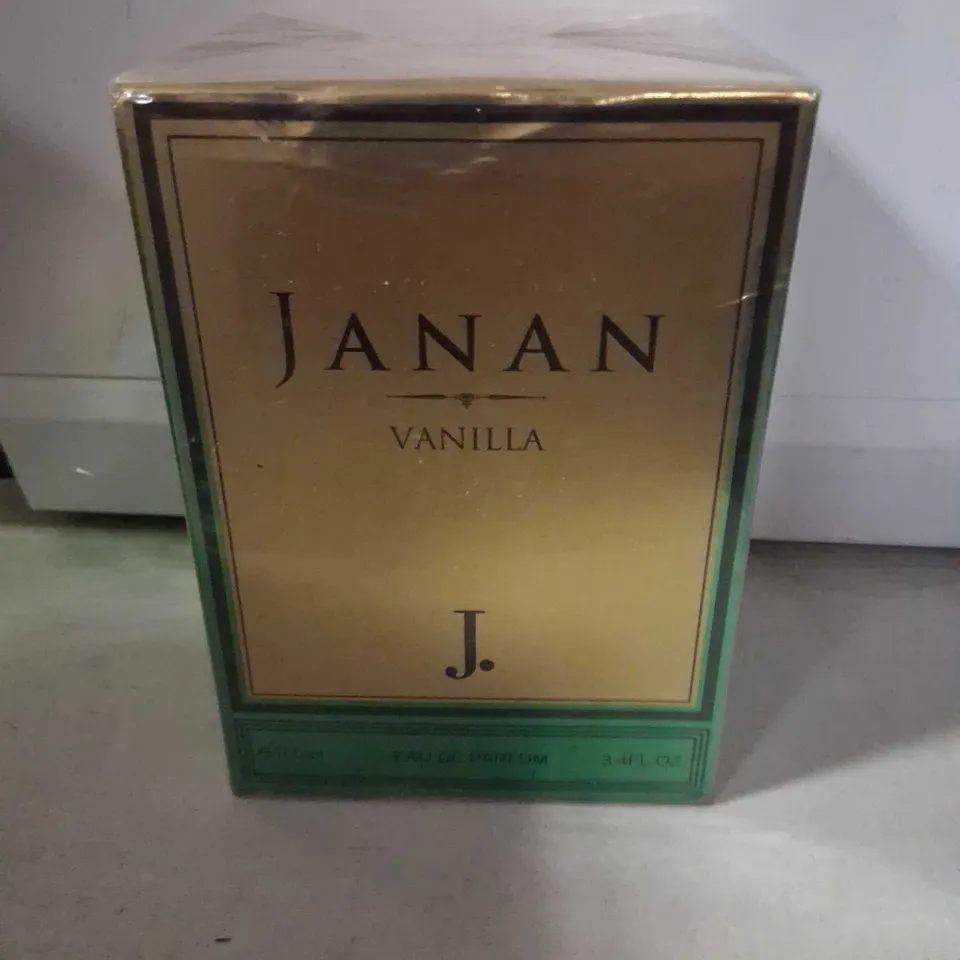 JANAN
VANILLA
J.
EAU DE PARFUM 3.4FL.OZ